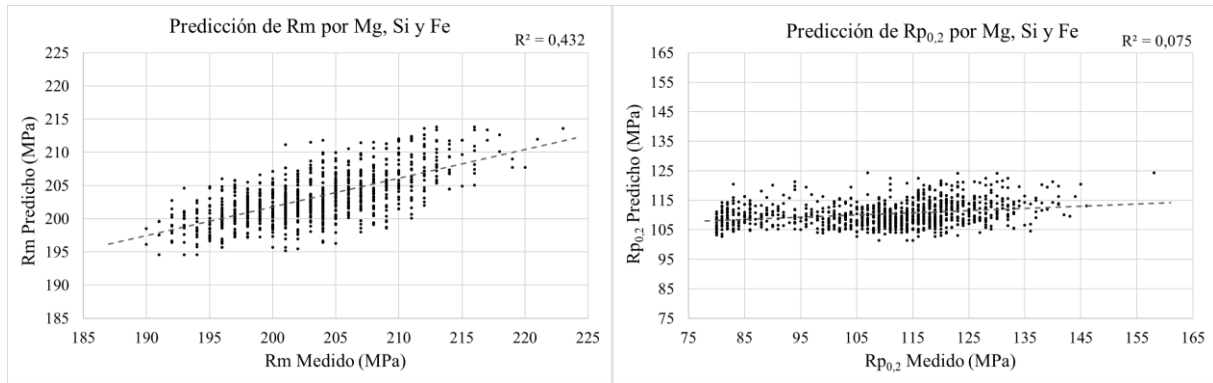 Predicción de Rm por Mg, Si y Fe
R² = 0,432
Rm Predicho (MPa)
225
220
215
210
205
200
195
190
185
185 190 195 200 205 210 215 220 225
Rm Medido (MPa)
Predicción de Rp0,2 por Mg, Si y Fe
R² = 0,075
Rp0,2 Predicho (MPa)
165
155
145
135
125
115
105
95
85
75
75 85 95 105 115 125 135 145 155 165
Rp0,2 Medido (MPa)